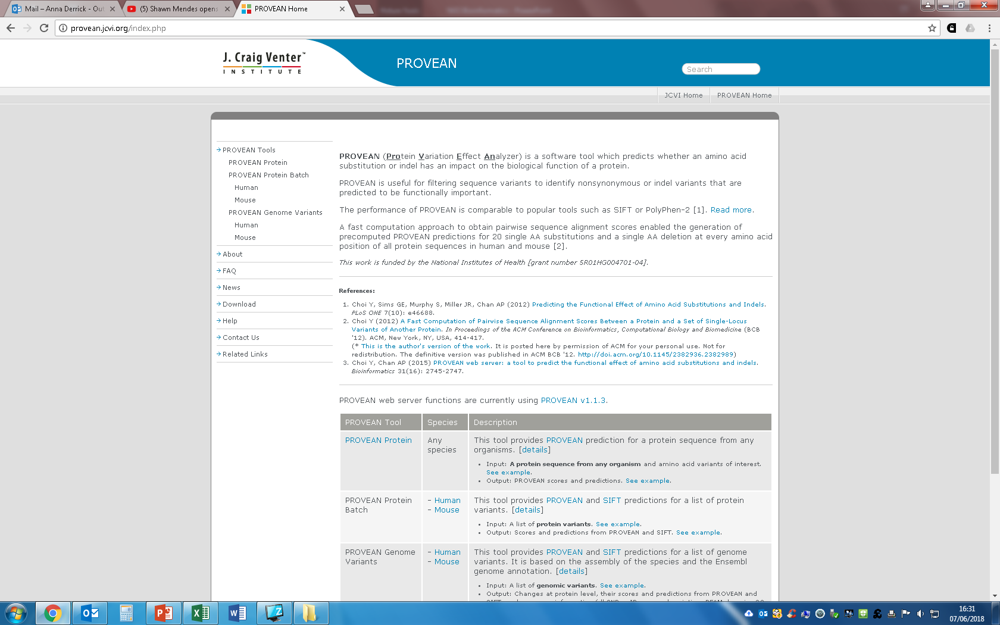 Mail – Anna Derrick - Out
(5) Shawn Mendes opens
PROVEAN Home
provean.jcvi.org/index.php
J. Craig Venter™
INSTITUTE
PROVEAN
Search
JCVI Home
PROVEAN Home
PROVEAN Tools
PROVEAN Protein
PROVEAN Protein Batch
Human
Mouse
PROVEAN Genome Variants
Human
Mouse
About
FAQ
News
Download
Help
Contact Us
Related Links
PROVEAN (Protein Variation Effect Analyzer) is a software tool which predicts whether an amino acid
substitution or indel has an impact on the biological function of a protein.
PROVEAN is useful for filtering sequence variants to identify nonsynonymous or indel variants that are
predicted to be functionally important.
The performance of PROVEAN is comparable to popular tools such as SIFT or PolyPhen-2 [1]. Read more.
A fast computation approach to obtain pairwise sequence alignment scores enabled the generation of
precomputed PROVEAN predictions for 20 single AA substitutions and a single AA deletion at every amino acid
position of all protein sequences in human and mouse [2].
This work is funded by the National Institutes of Health [grant number 5R01HG004701-04].
References:
1. Choi Y, Sims GE, Murphy S, Miller JR, Chan AP (2012) Predicting the Functional Effect of Amino Acid Substitutions and Indels.
PLoS ONE 7(10): e46688.
2. Choi Y (2012) A Fast Computation of Pairwise Sequence Alignment Scores Between a Protein and a Set of Single-Locus
Variants of Another Protein. In Proceedings of the ACM Conference on Bioinformatics, Computational Biology and Biomedicine (BCB
'12). ACM, New York, NY, USA, 414-417.
(* This is the author's version of the work. It is posted here by permission of ACM for your personal use. Not for
redistribution. The definitive version was published in ACM BCB '12. http://doi.acm.org/10.1145/2382936.2382989)
3. Choi Y, Chan AP (2015) PROVEAN web server: a tool to predict the functional effect of amino acid substitutions and indels.
Bioinformatics 31(16): 2745-2747.
PROVEAN web server functions are currently using PROVEAN v1.1.3.
PROVEAN Tool Species Description
PROVEAN Protein
Any
species
This tool provides PROVEAN prediction for a protein sequence from any
organisms. [details]
• Input: A protein sequence from any organism and amino acid variants of interest.
See example.
• Output: PROVEAN scores and predictions. See example.
PROVEAN Protein
Batch
- Human
- Mouse
This tool provides PROVEAN and SIFT predictions for a list of protein
variants. [details]
• Input: A list of protein variants. See example.
• Output: Scores and predictions from PROVEAN and SIFT. See example.
PROVEAN Genome
Variants
- Human
- Mouse
This tool provides PROVEAN and SIFT predictions for a list of genome
variants. It is based on the assembly of the species and the Ensembl
genome annotation. [details]
• Input: A list of genomic variants. See example.
• Output: Changes at protein level, their scores and predictions from PROVEAN and
16:31
07/06/2018